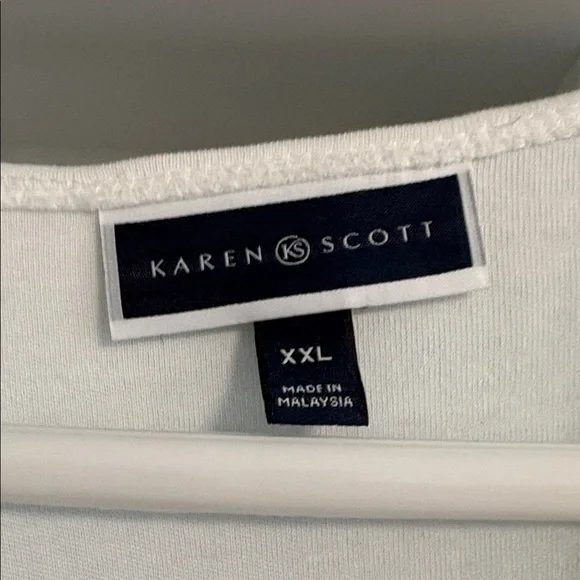 KAREN KS SCOTT
XXL
MADE IN
MALAYSIA